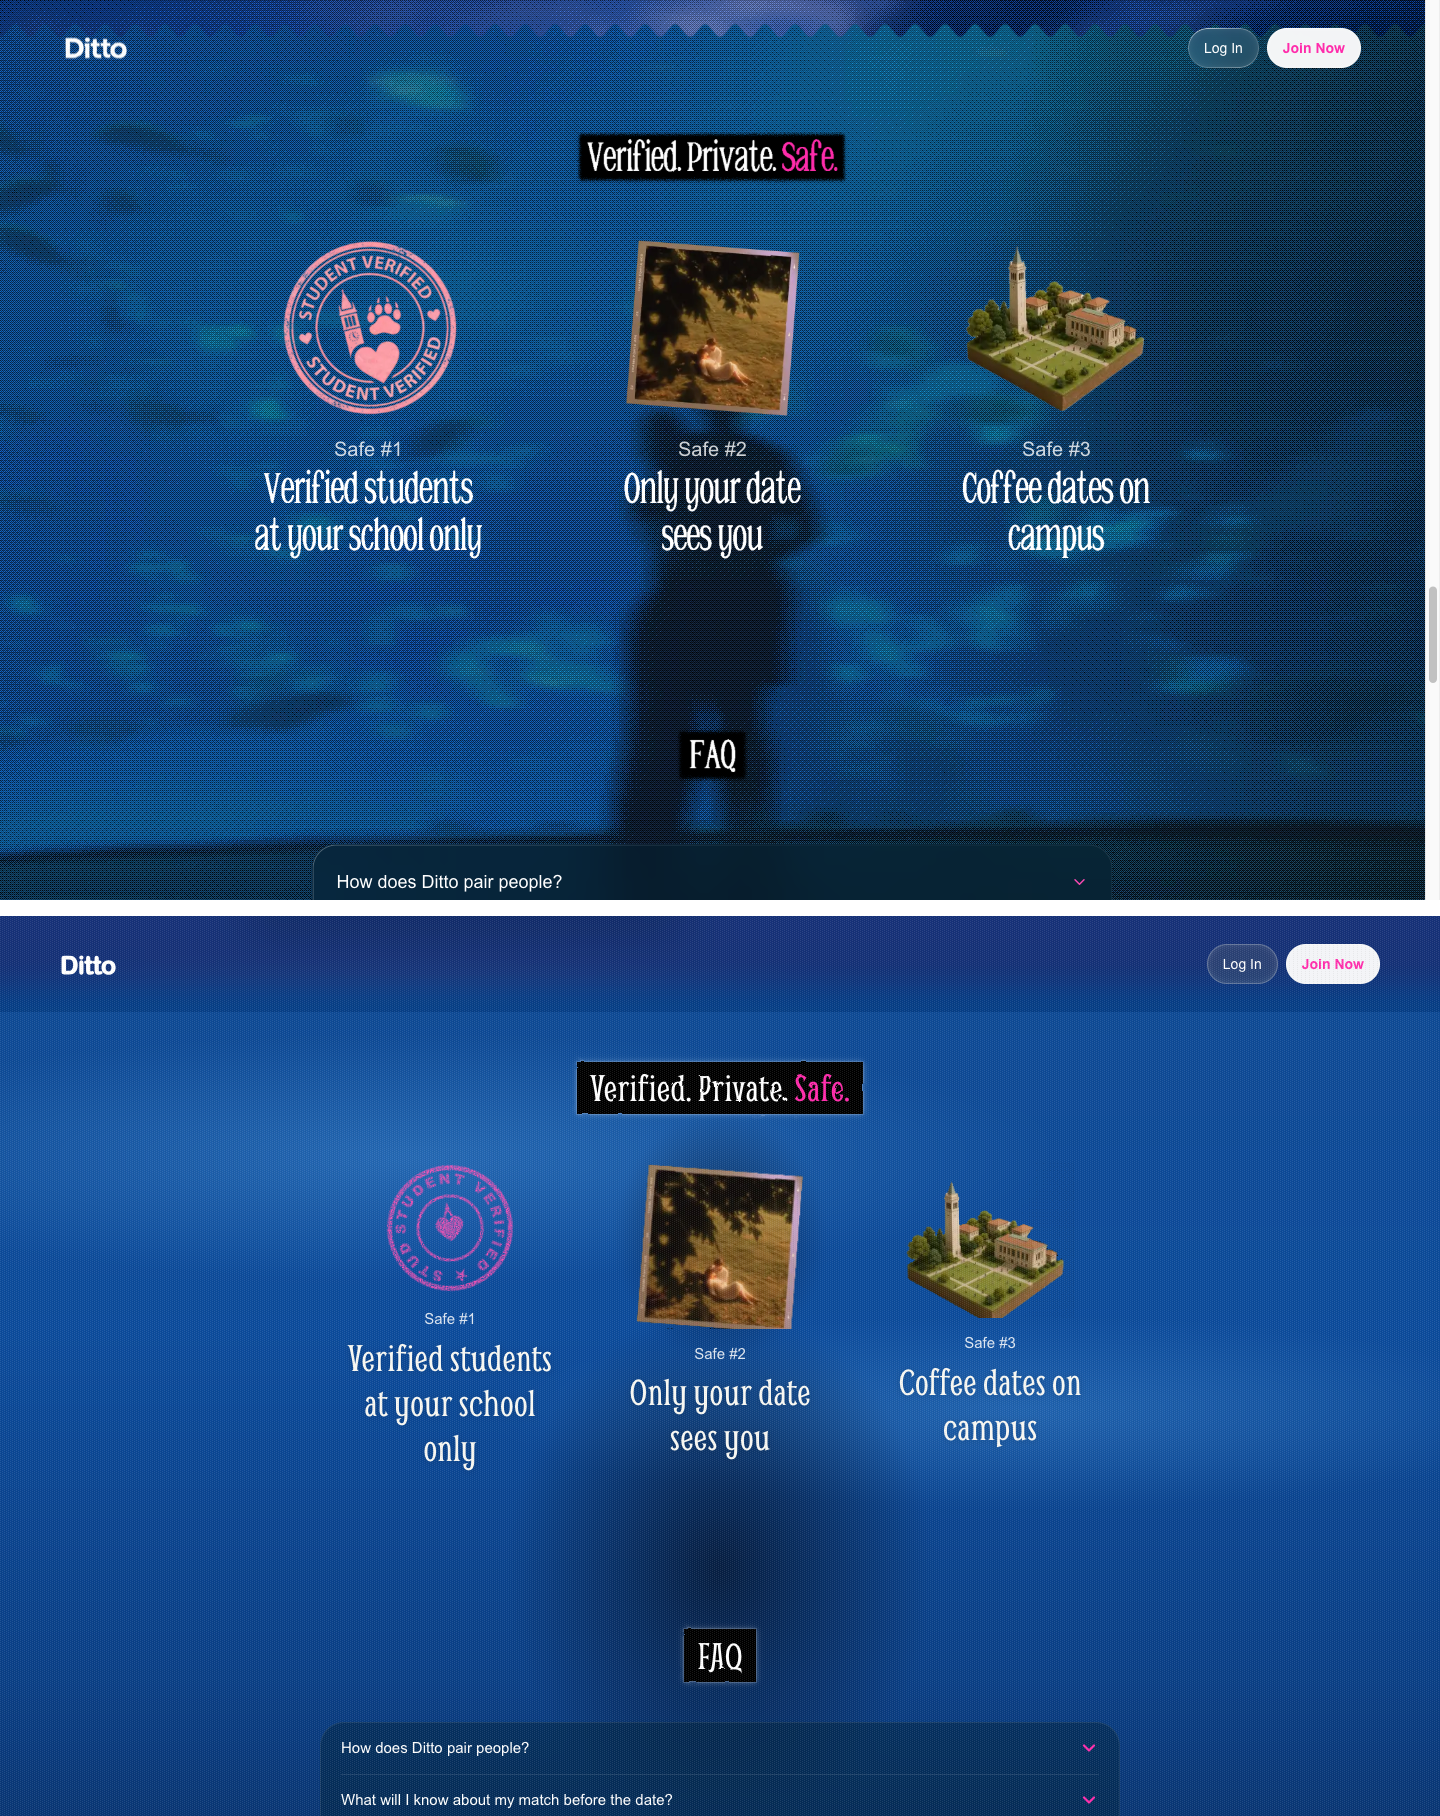 Ditto
Log In
Join Now
Verified. Private. Safe.
STUDENT VERIFIED
STUDENT VERIFIED
Safe #1
Verified students
at your school only
Safe #2
Only your date
sees you
Safe #3
Coffee dates on
campus
FAQ
How does Ditto pair people?
Ditto
Log In
Join Now
Verified. Private. Safe.
STUDENT VERIFIED ★ STUD
Safe #1
Verified students
at your school
only
Safe #2
Only your date
sees you
Safe #3
Coffee dates on
campus
FAQ
How does Ditto pair people?
What will I know about my match before the date?